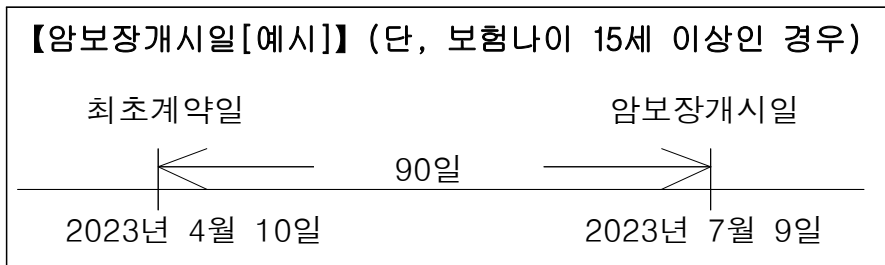 【암보장개시일[예시]】(단, 보험나이 15세 이상인 경우)
최초계약일 암보장개시일
90일
2023년 4월 10일 2023년 7월 9일